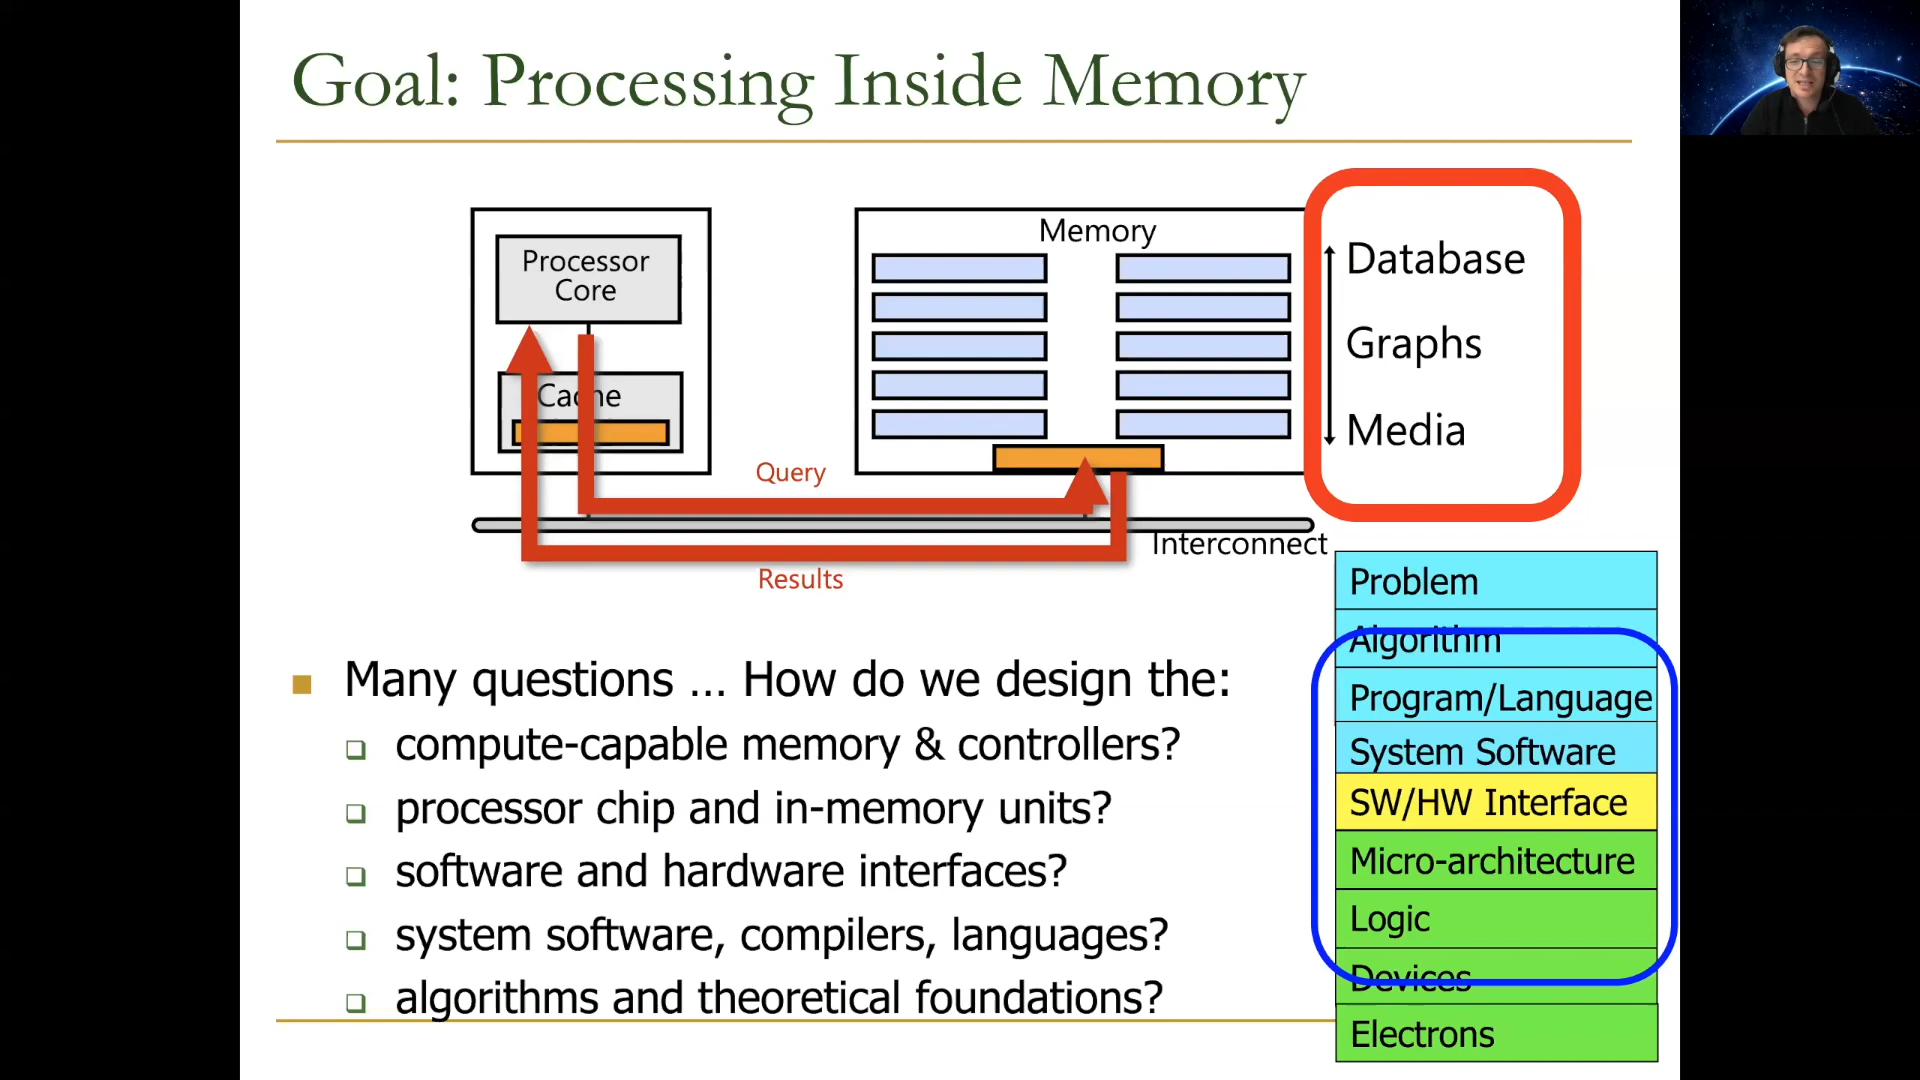 Goal: Processing Inside Memory
Processor
Core
Cache
Memory
Database
Graphs
Media
Query
Interconnect
Results
Many questions ... How do we design the:
compute-capable memory & controllers?
processor chip and in-memory units?
software and hardware interfaces?
system software, compilers, languages?
algorithms and theoretical foundations?
Problem
Algorithm
Program/Language
System Software
SW/HW Interface
Micro-architecture
Logic
Devices
Electrons